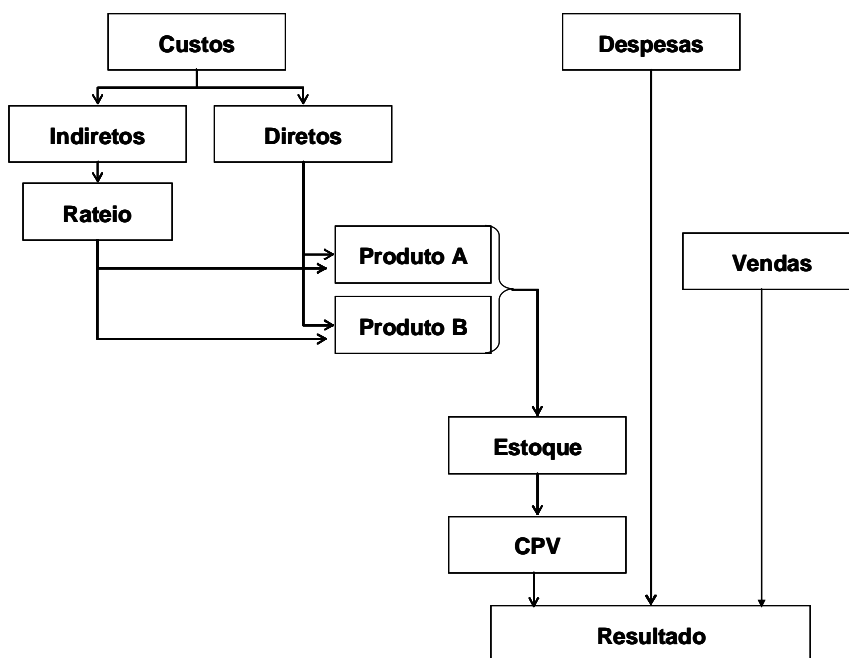 Custos
Despesas
Indiretos
Diretos
Rateio
Produto A
Vendas
Produto B
Estoque
CPV
Resultado